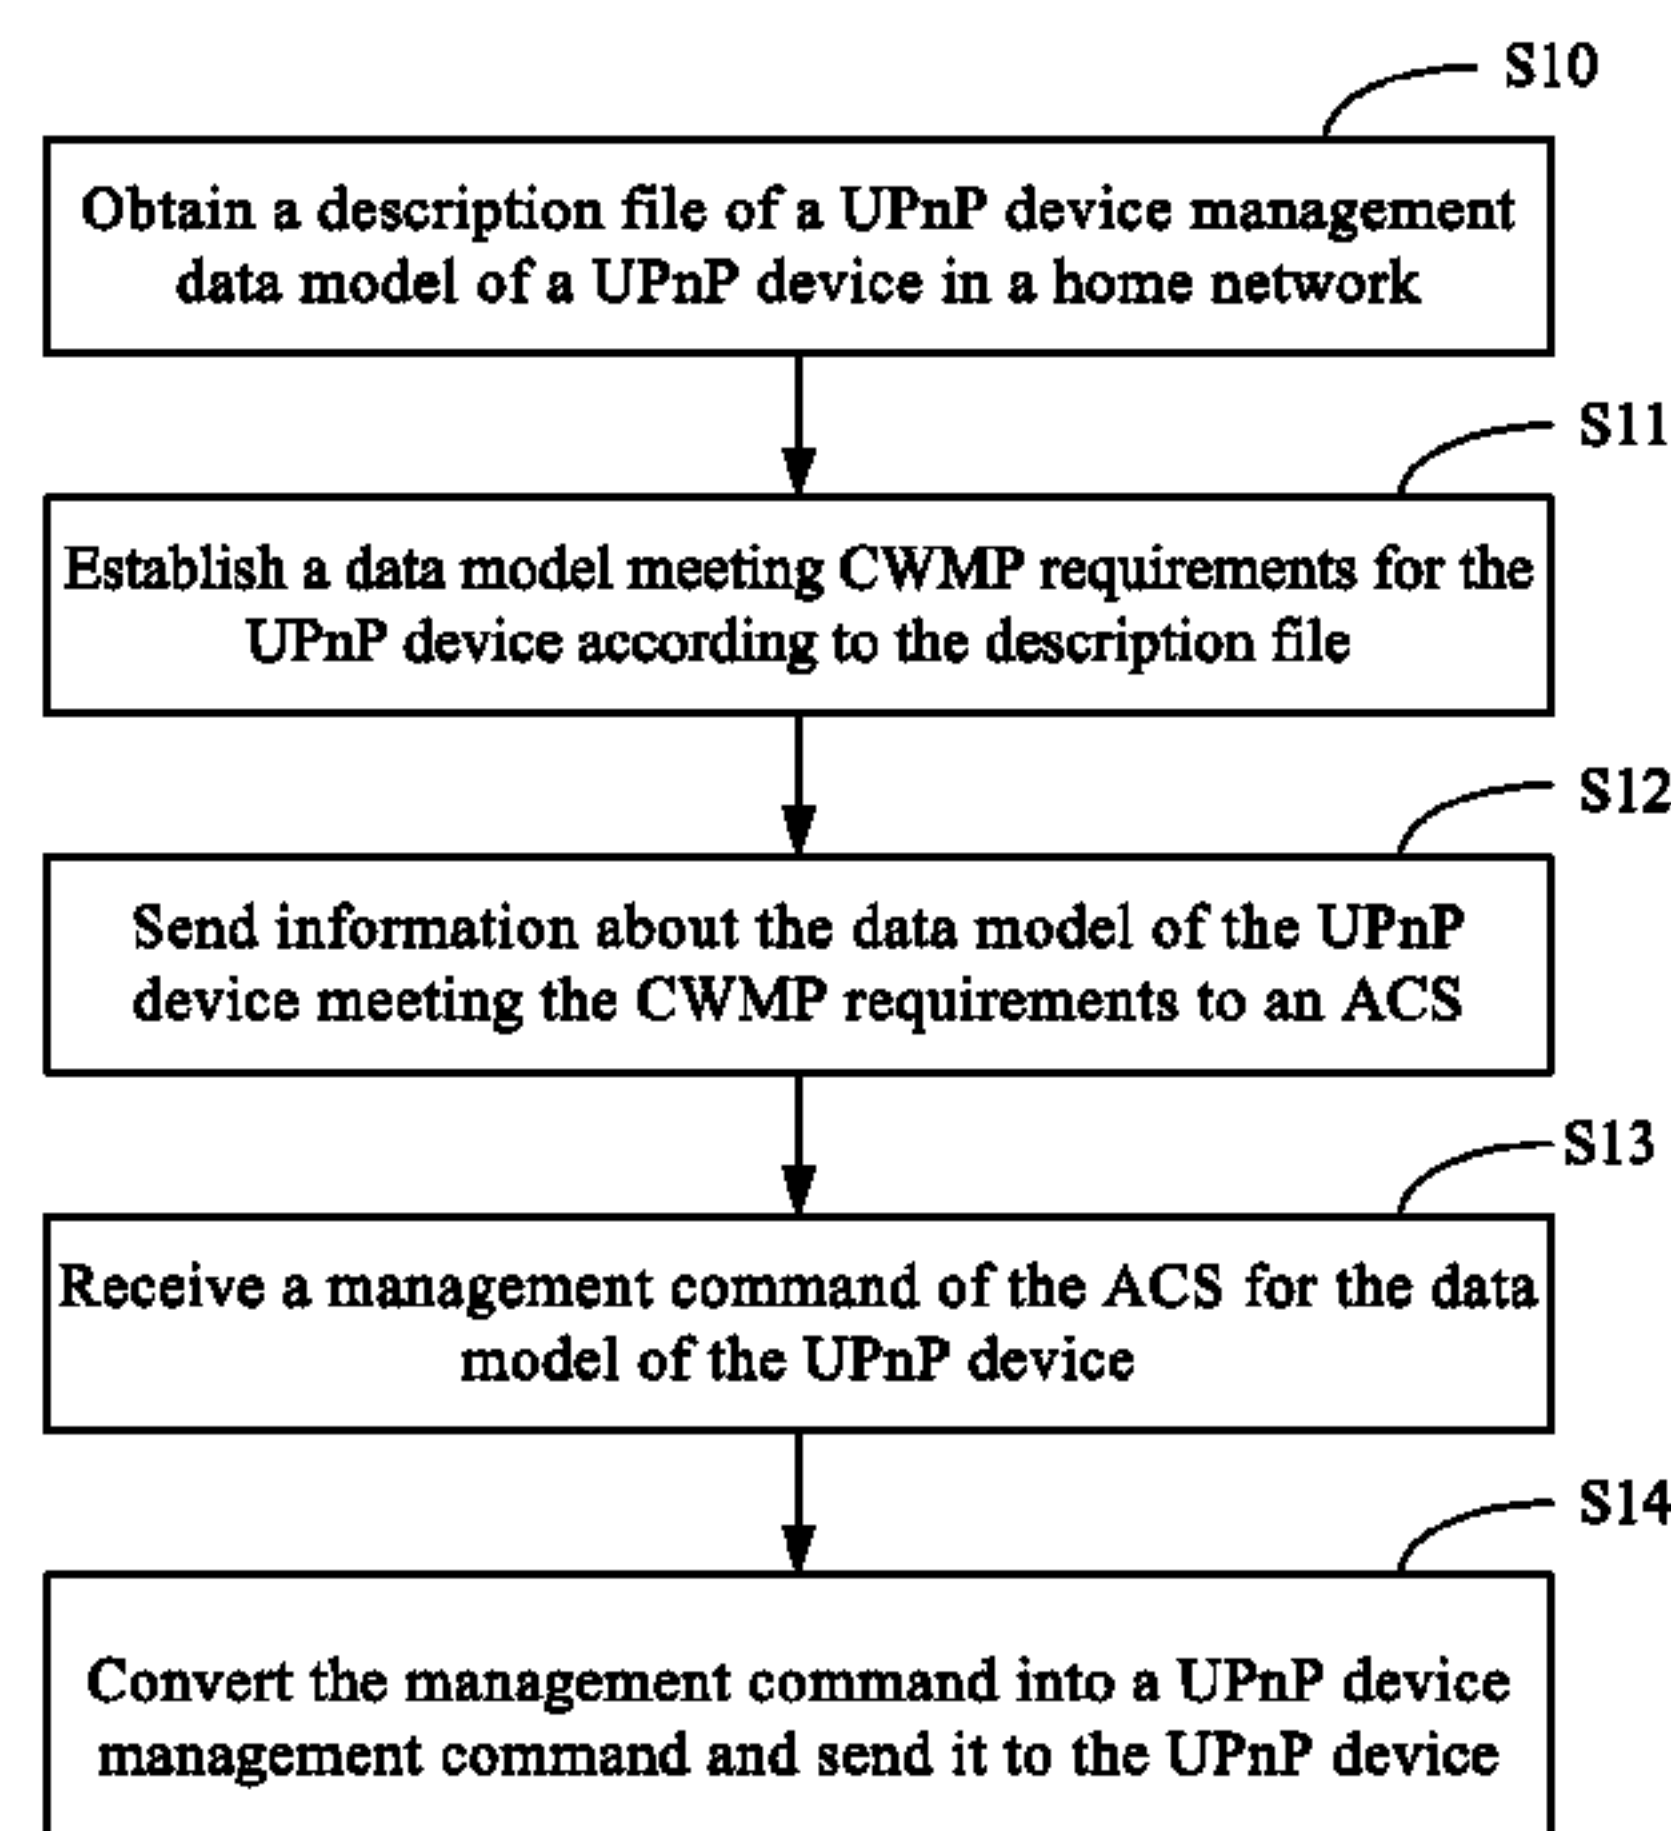 S10
Obtain a description file of a UPnP device management
data model of a UPnP device in a home network
S11
Establish a data model meeting CWMP requirements for the
UPnP device according to the description file
S12
Send information about the data model of the UPnP
device meeting the CWMP requirements to an ACS
S13
Receive a management command of the ACS for the data
model of the UPnP device
S14
Convert the management command into a UPnP device
management command and send it to the UPnP device